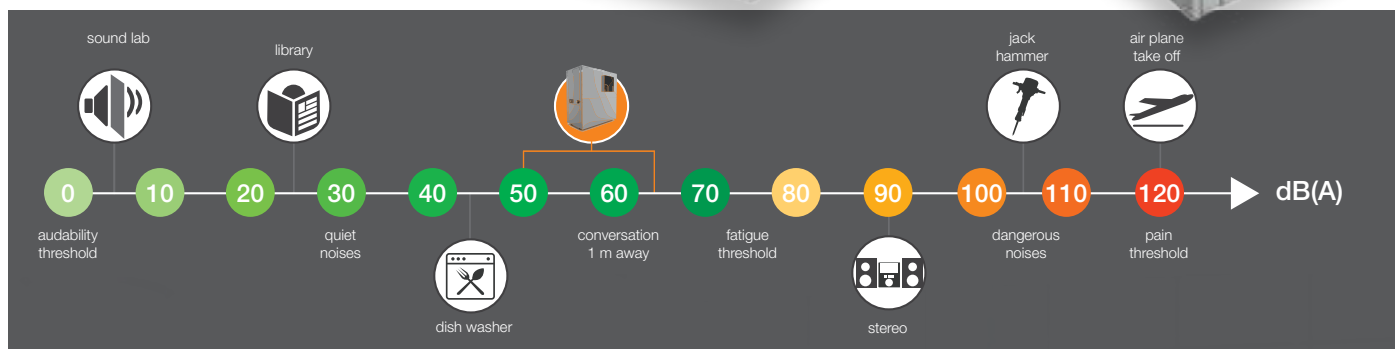 sound lab
library
jack
hammer
air plane
take off
0 10 20 30 40 50 60 70 80 90 100 110 120 dB(A)
audability
threshold
quiet
noises
conversation
1 m away
fatigue
threshold
dangerous
noises
pain
threshold
dish washer
stereo